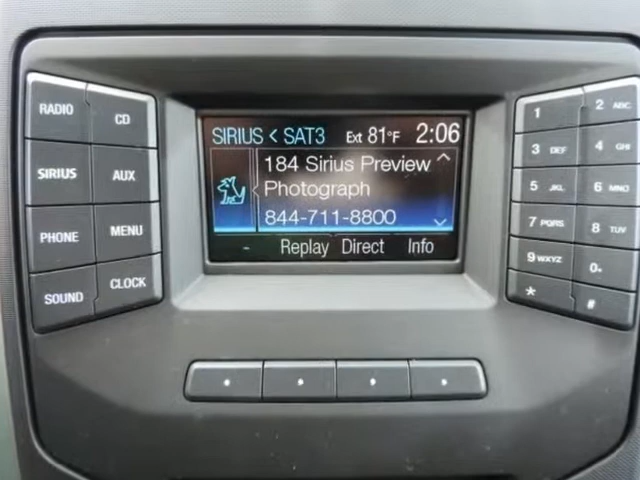 RADIO
CD
SIRIUS
AUX
PHONE
MENU
SOUND
CLOCK
SIRIUS < SAT3 Ext 81°F 2:06
184 Sirius Preview
Photograph
844-711-8800
- Replay Direct Info
1
2 ABC
3 DEF
4 GHI
5 JKL
6 MNO
7 PQRS
8 TUV
9 WXYZ
0+
*
#